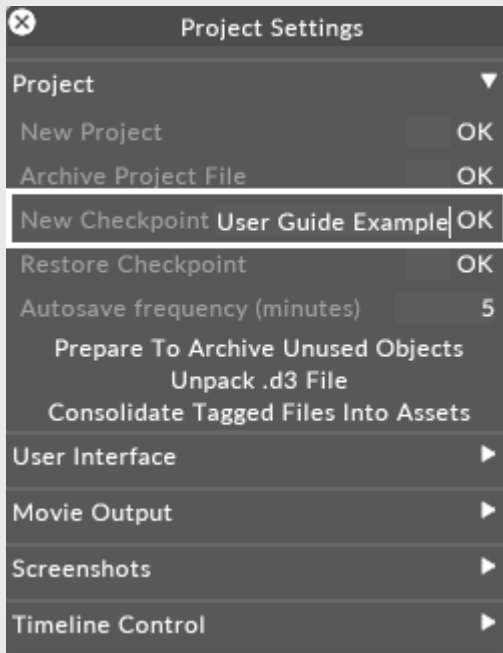 Project Settings
Project
New Project OK
Archive Project File OK
New Checkpoint User Guide Example OK
Restore Checkpoint OK
Autosave frequency (minutes) 5
Prepare To Archive Unused Objects
Unpack .d3 File
Consolidate Tagged Files Into Assets
User Interface
Movie Output
Screenshots
Timeline Control